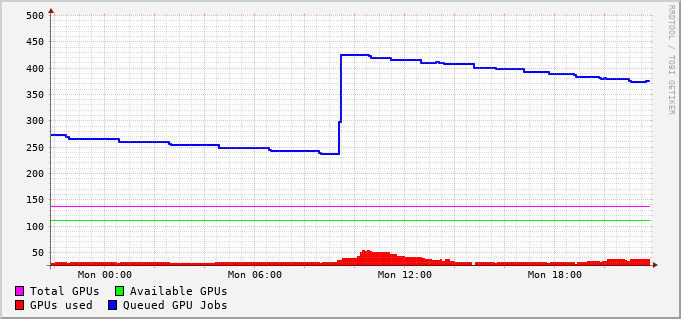 500
450
400
350
300
250
200
150
100
50
Mon 00:00 Mon 06:00 Mon 12:00 Mon 18:00
Total GPUs Available GPUs
GPUs used Queued GPU Jobs
RRDTOOL / TOBI OETIKER